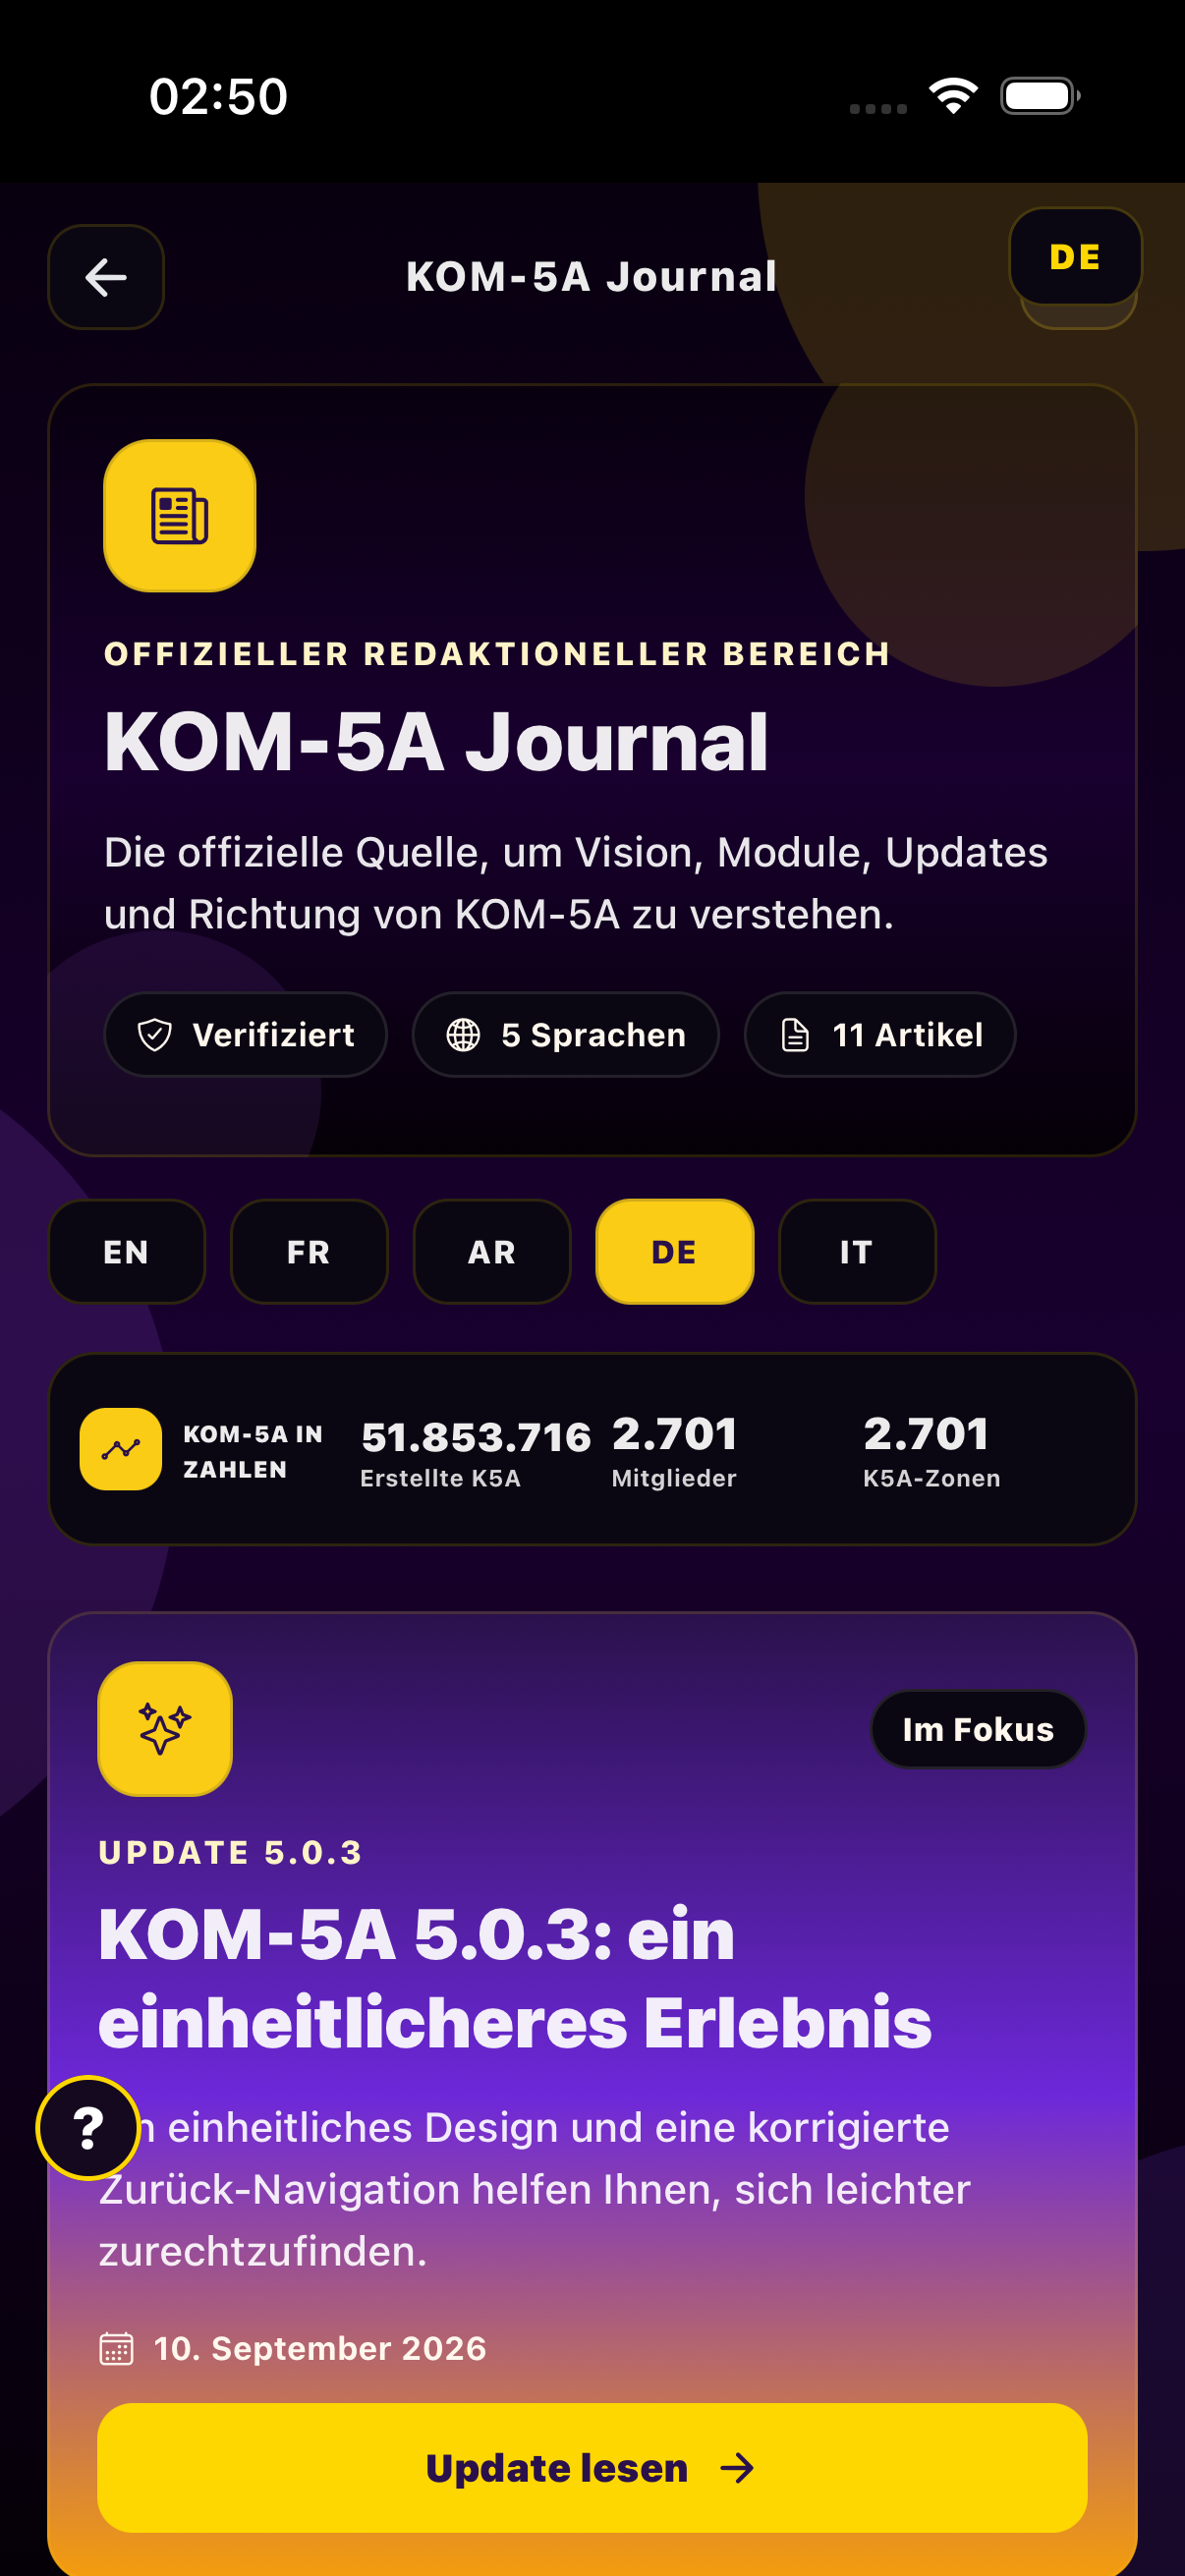 02:50
KOM-5A Journal
DE
OFFIZIELLER REDAKTIONELLER BEREICH
KOM-5A Journal
Die offizielle Quelle, um Vision, Module, Updates
und Richtung von KOM-5A zu verstehen.
Verifiziert
5 Sprachen
11 Artikel
EN
FR
AR
DE
IT
KOM-5A IN
ZAHLEN
51.853.716
Erstellte K5A
2.701
Mitglieder
2.701
K5A-Zonen
Im Fokus
UPDATE 5.0.3
KOM-5A 5.0.3: ein
einheitlicheres Erlebnis
einheitliches Design und eine korrigierte
Zurück-Navigation helfen Ihnen, sich leichter
zurechtzufinden.
?
10. September 2026
Update lesen